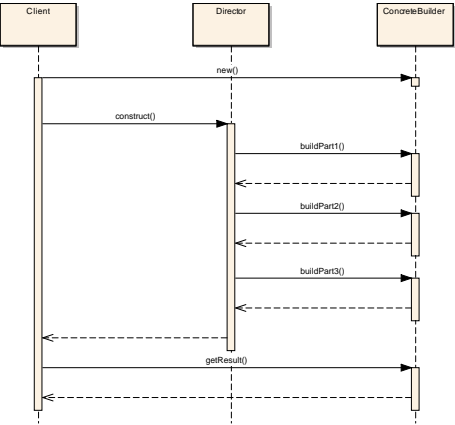 Client
Director
ConcreteBuilder
new()
construct()
buildPart1()
buildPart2()
buildPart3()
getResult()